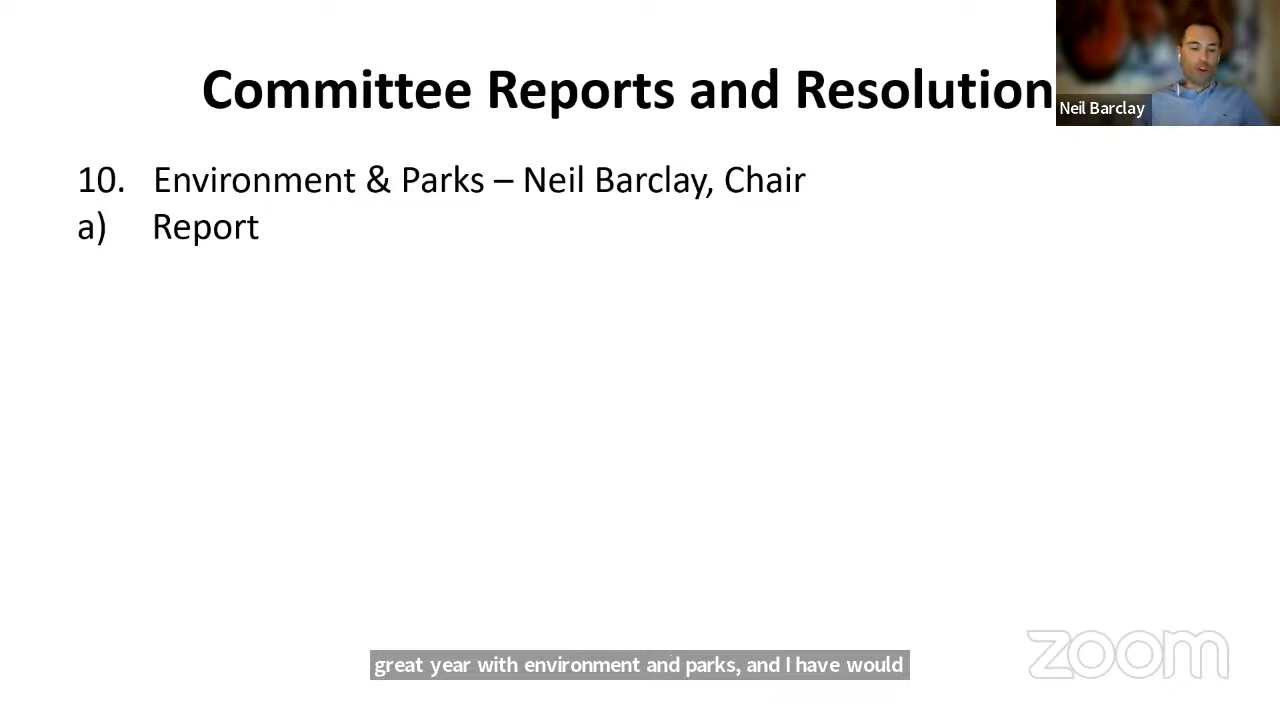 Committee Reports and Resolution
Neil Barclay
10. Environment & Parks – Neil Barclay, Chair
a) Report
great year with environment and parks, and I have would
zoom